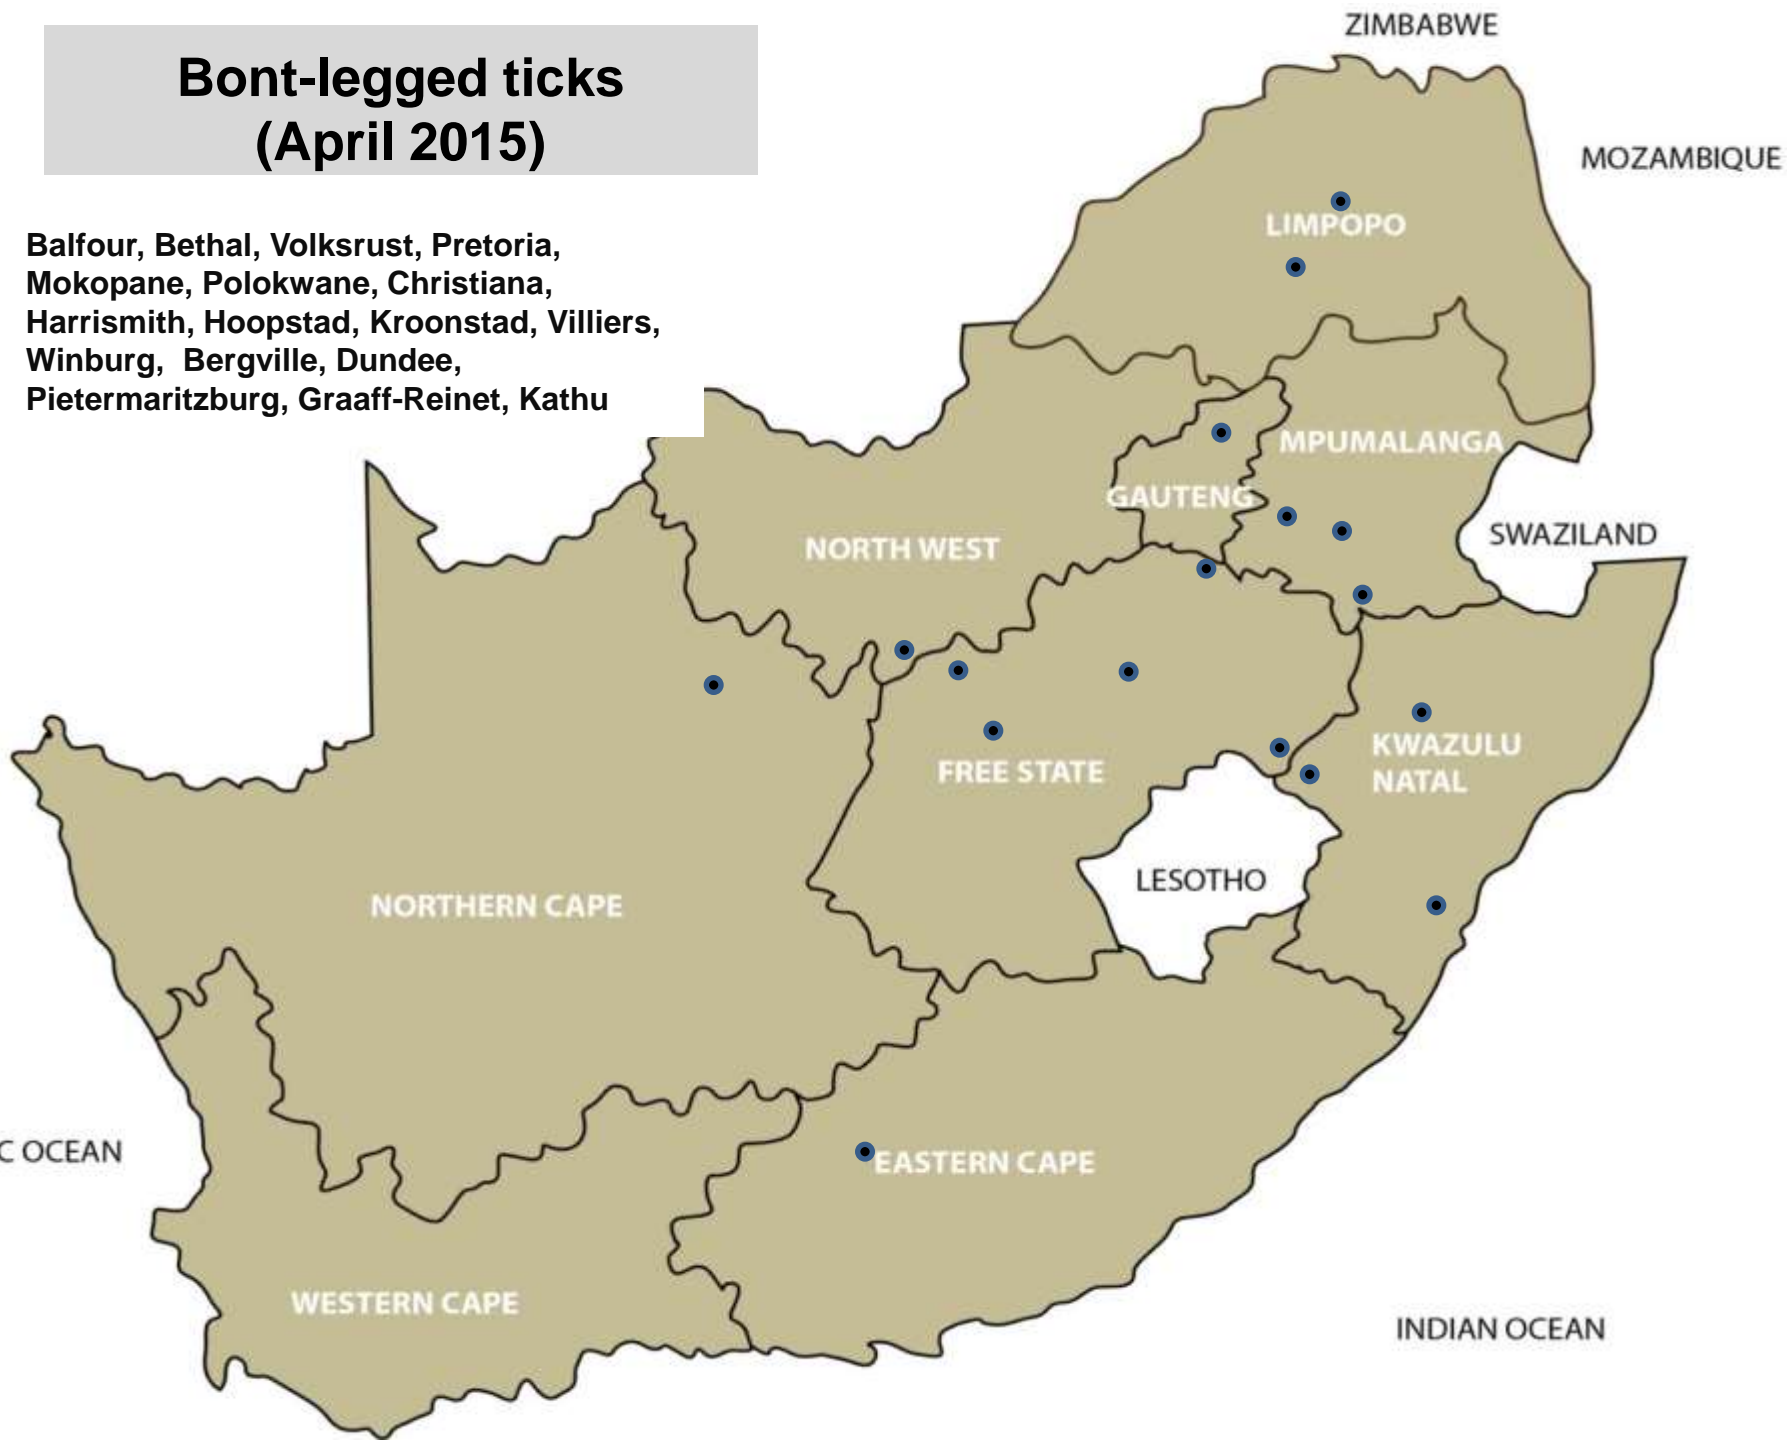 Bont-legged ticks
(April 2015)
Balfour, Bethal, Volksrust, Pretoria,
Mokopane, Polokwane, Christiana,
Harrismith, Hoopstad, Kroonstad, Villiers,
Winburg, Bergville, Dundee,
Pietermaritzburg, Graaff-Reinet, Kathu
ZIMBABWE
MOZAMBIQUE
LIMPOPO
MPUMALANGA
GAUTENG
NORTH WEST
SWAZILAND
KWAZULU
NATAL
FREE STATE
LESOTHO
NORTHERN CAPE
C OCEAN
EASTERN CAPE
WESTERN CAPE
INDIAN OCEAN